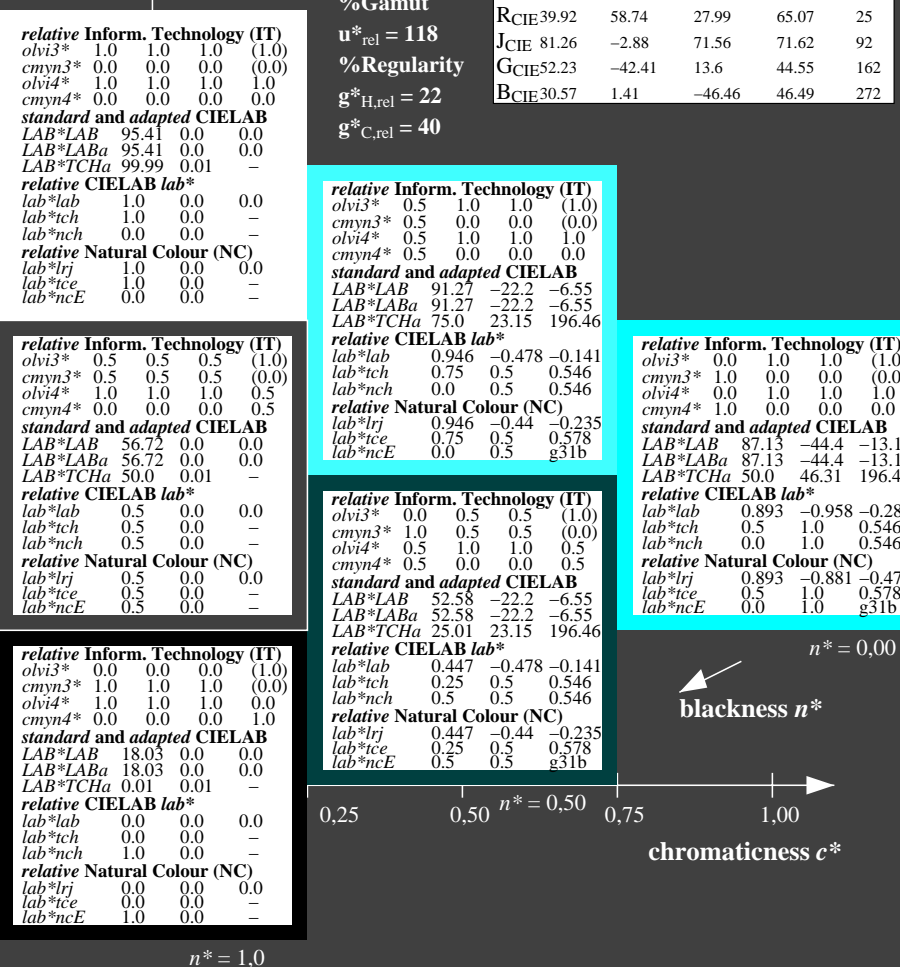 %Gamut
u*rel = 118
%Regularity
g*H,rel = 22
g*C,rel = 40
RCIE 39.92 58.74 27.99 65.07 25
JCIE 81.26 −2.88 71.56 71.62 92
GCIE 52.23 −42.41 13.6 44.55 162
BCIE 30.57 1.41 −46.46 46.49 272
relative Inform. Technology (IT)
olvi3* 1.0 1.0 1.0 (1.0)
cmyn3* 0.0 0.0 0.0 (0.0)
olvi4* 1.0 1.0 1.0 1.0
cmyn4* 0.0 0.0 0.0 0.0
standard and adapted CIELAB
LAB*LAB 95.41 0.0 0.0
LAB*LABa 95.41 0.0 0.0
LAB*TCHa 99.99 0.01 –
relative CIELAB lab*
lab*lab 1.0 0.0 0.0
lab*tch 1.0 0.0 –
lab*nch 0.0 0.0 –
relative Natural Colour (NC)
lab*lrj 1.0 0.0 0.0
lab*tce 1.0 0.0 –
lab*ncE 0.0 0.0 –
relative Inform. Technology (IT)
olvi3* 0.5 1.0 1.0 (1.0)
cmyn3* 0.5 0.0 0.0 (0.0)
olvi4* 0.5 1.0 1.0 1.0
cmyn4* 0.5 0.0 0.0 0.0
standard and adapted CIELAB
LAB*LAB 91.27 −22.2 −6.55
LAB*LABa 91.27 −22.2 −6.55
LAB*TCHa 75.0 23.15 196.46
relative CIELAB lab*
lab*lab 0.946 −0.478 −0.141
lab*tch 0.75 0.5 0.546
lab*nch 0.0 0.5 0.546
relative Natural Colour (NC)
lab*lrj 0.946 −0.44 −0.235
lab*tce 0.75 0.5 0.578
lab*ncE 0.0 0.5 g31b
relative Inform. Technology (IT)
olvi3* 0.5 0.5 0.5 (1.0)
cmyn3* 0.5 0.5 0.5 (0.0)
olvi4* 1.0 1.0 1.0 0.5
cmyn4* 0.0 0.0 0.0 0.5
standard and adapted CIELAB
LAB*LAB 56.72 0.0 0.0
LAB*LABa 56.72 0.0 0.0
LAB*TCHa 50.0 0.01 –
relative CIELAB lab*
lab*lab 0.5 0.0 0.0
lab*tch 0.5 0.0 –
lab*nch 0.5 0.0 –
relative Natural Colour (NC)
lab*lrj 0.5 0.0 0.0
lab*tce 0.5 0.0 –
lab*ncE 0.5 0.0 –
relative Inform. Technology (IT)
olvi3* 0.0 1.0 1.0 (1.0
cmyn3* 1.0 0.0 0.0 (0.0
olvi4* 0.0 1.0 1.0 1.0
cmyn4* 1.0 0.0 0.0 0.0
standard and adapted CIELAB
LAB*LAB 87.13 −44.4 −13.1
LAB*LABa 87.13 −44.4 −13.1
LAB*TCHa 50.0 46.31 196.4
relative CIELAB lab*
lab*lab 0.893 −0.958 −0.28
lab*tch 0.5 1.0 0.546
lab*nch 0.0 1.0 0.546
relative Natural Colour (NC)
lab*lrj 0.893 −0.881 −0.47
lab*tce 0.5 1.0 0.578
lab*ncE 0.0 1.0 g31b
relative Inform. Technology (IT)
olvi3* 0.0 0.5 0.5 (1.0)
cmyn3* 1.0 0.5 0.5 (0.0)
olvi4* 0.5 1.0 1.0 0.5
cmyn4* 0.5 0.0 0.0 0.5
standard and adapted CIELAB
LAB*LAB 52.58 −22.2 −6.55
LAB*LABa 52.58 −22.2 −6.55
LAB*TCHa 25.01 23.15 196.46
relative CIELAB lab*
lab*lab 0.447 −0.478 −0.141
lab*tch 0.25 0.5 0.546
lab*nch 0.5 0.5 0.546
relative Natural Colour (NC)
lab*lrj 0.447 −0.44 −0.235
lab*tce 0.25 0.5 0.578
lab*ncE 0.5 0.5 g31b
relative Inform. Technology (IT)
olvi3* 0.0 0.0 0.0 (1.0)
cmyn3* 1.0 1.0 1.0 (0.0)
olvi4* 1.0 1.0 1.0 0.0
cmyn4* 0.0 0.0 0.0 1.0
standard and adapted CIELAB
LAB*LAB 18.03 0.0 0.0
LAB*LABa 18.03 0.0 0.0
LAB*TCHa 0.01 0.01 –
relative CIELAB lab*
lab*lab 0.0 0.0 0.0
lab*tch 0.0 0.0 –
lab*nch 1.0 0.0 –
relative Natural Colour (NC)
lab*lrj 0.0 0.0 0.0
lab*tce 0.0 0.0 –
lab*ncE 1.0 0.0 –
n* = 0,00
blackness n*
n* = 0,50
0,25 0,50 0,75 1,00
chromaticness c*
n* = 1,0